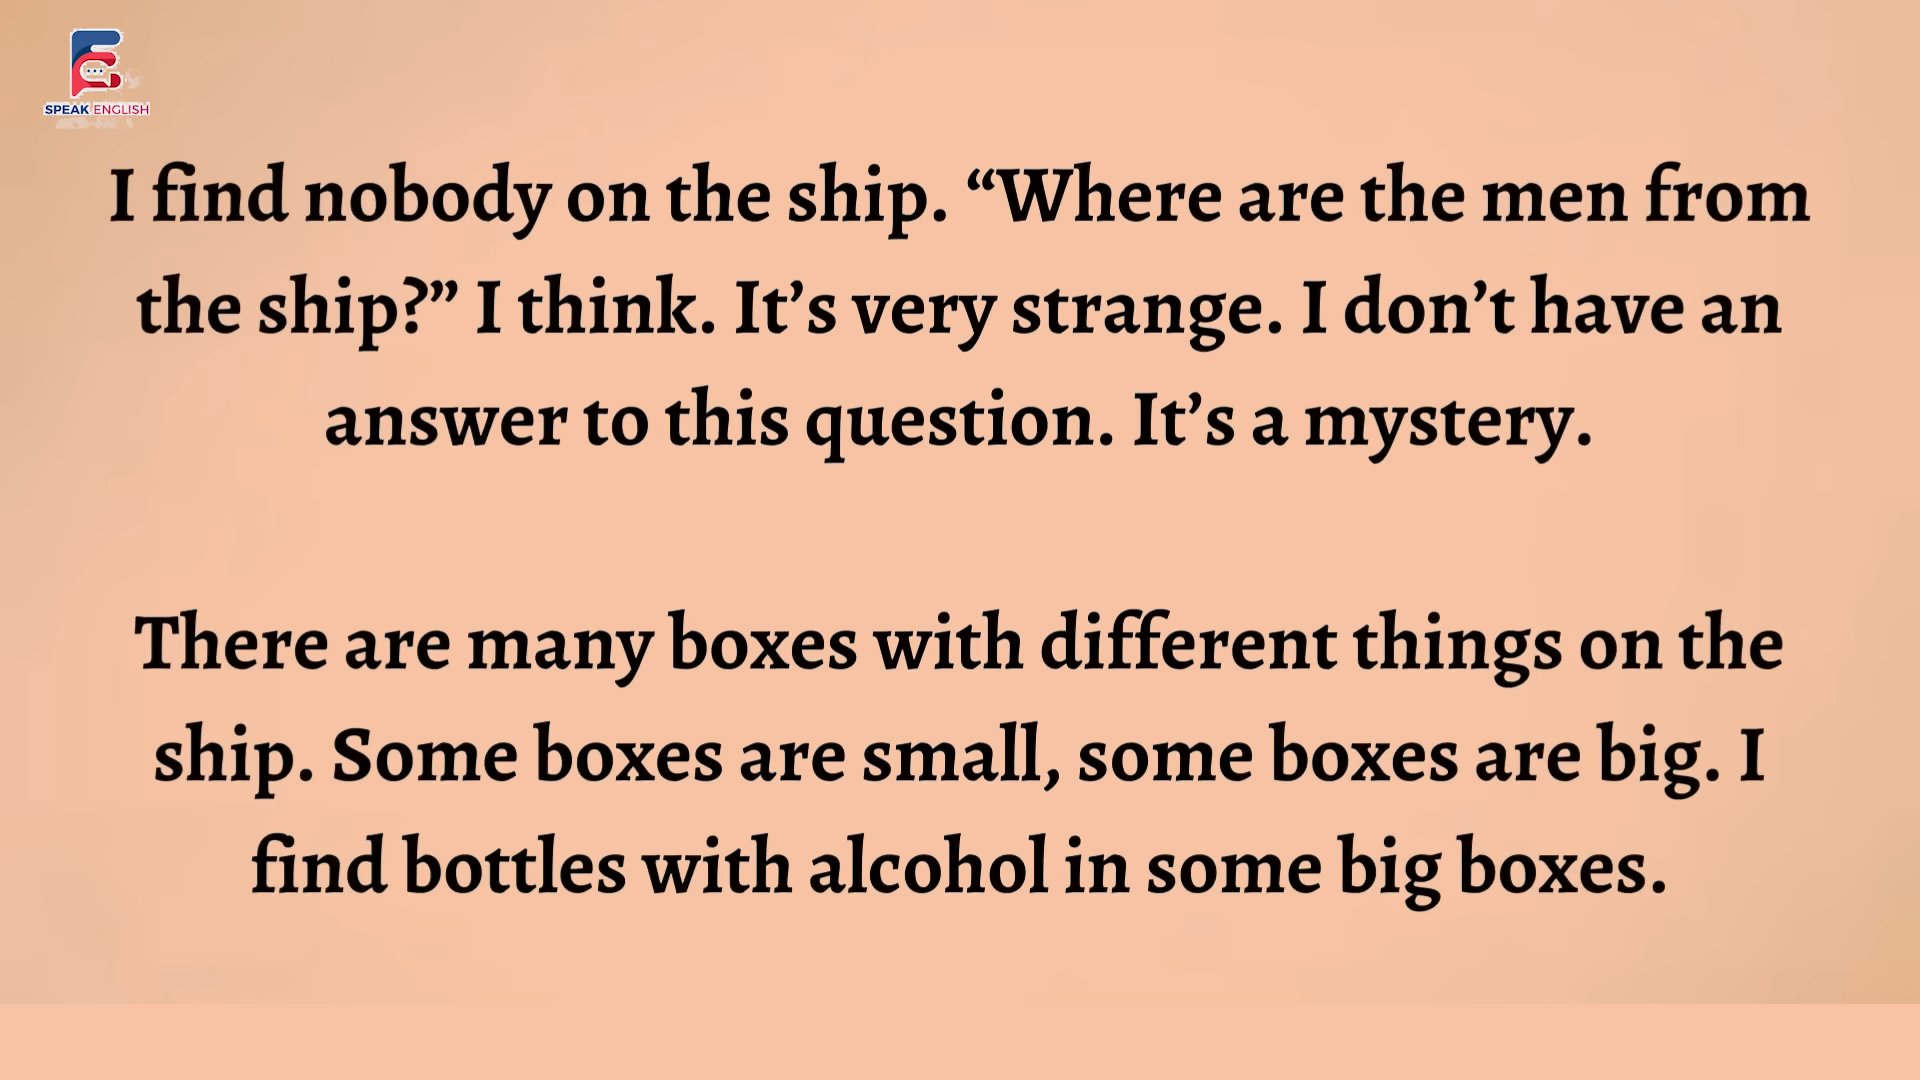 SPEAK ENGLISH
I find nobody on the ship. “Where are the men from
the ship?” I think. It’s very strange. I don’t have an
answer to this question. It’s a mystery.
There are many boxes with different things on the
ship. Some boxes are small, some boxes are big. I
find bottles with alcohol in some big boxes.